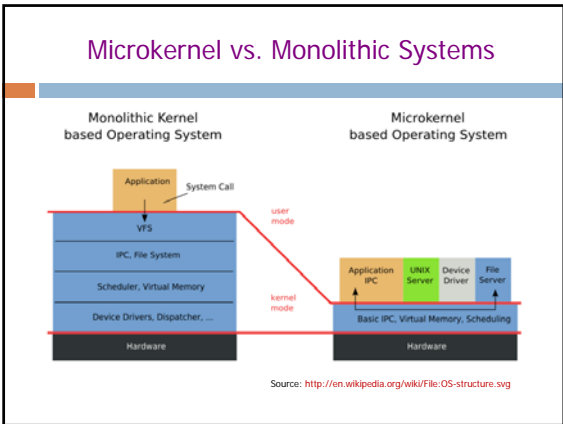 Microkernel vs. Monolithic Systems
Monolithic Kernel
based Operating System
Microkernel
based Operating System
Application
System Call
user
mode
VFS
IPC, File System
Scheduler, Virtual Memory
kernel
mode
Device Drivers, Dispatcher, ...
Hardware
Application
IPC
UNIX
Server
Device
Driver
File
Server
Basic IPC, Virtual Memory, Scheduling
Hardware
Source: http://en.wikipedia.org/wiki/File:OS-structure.svg